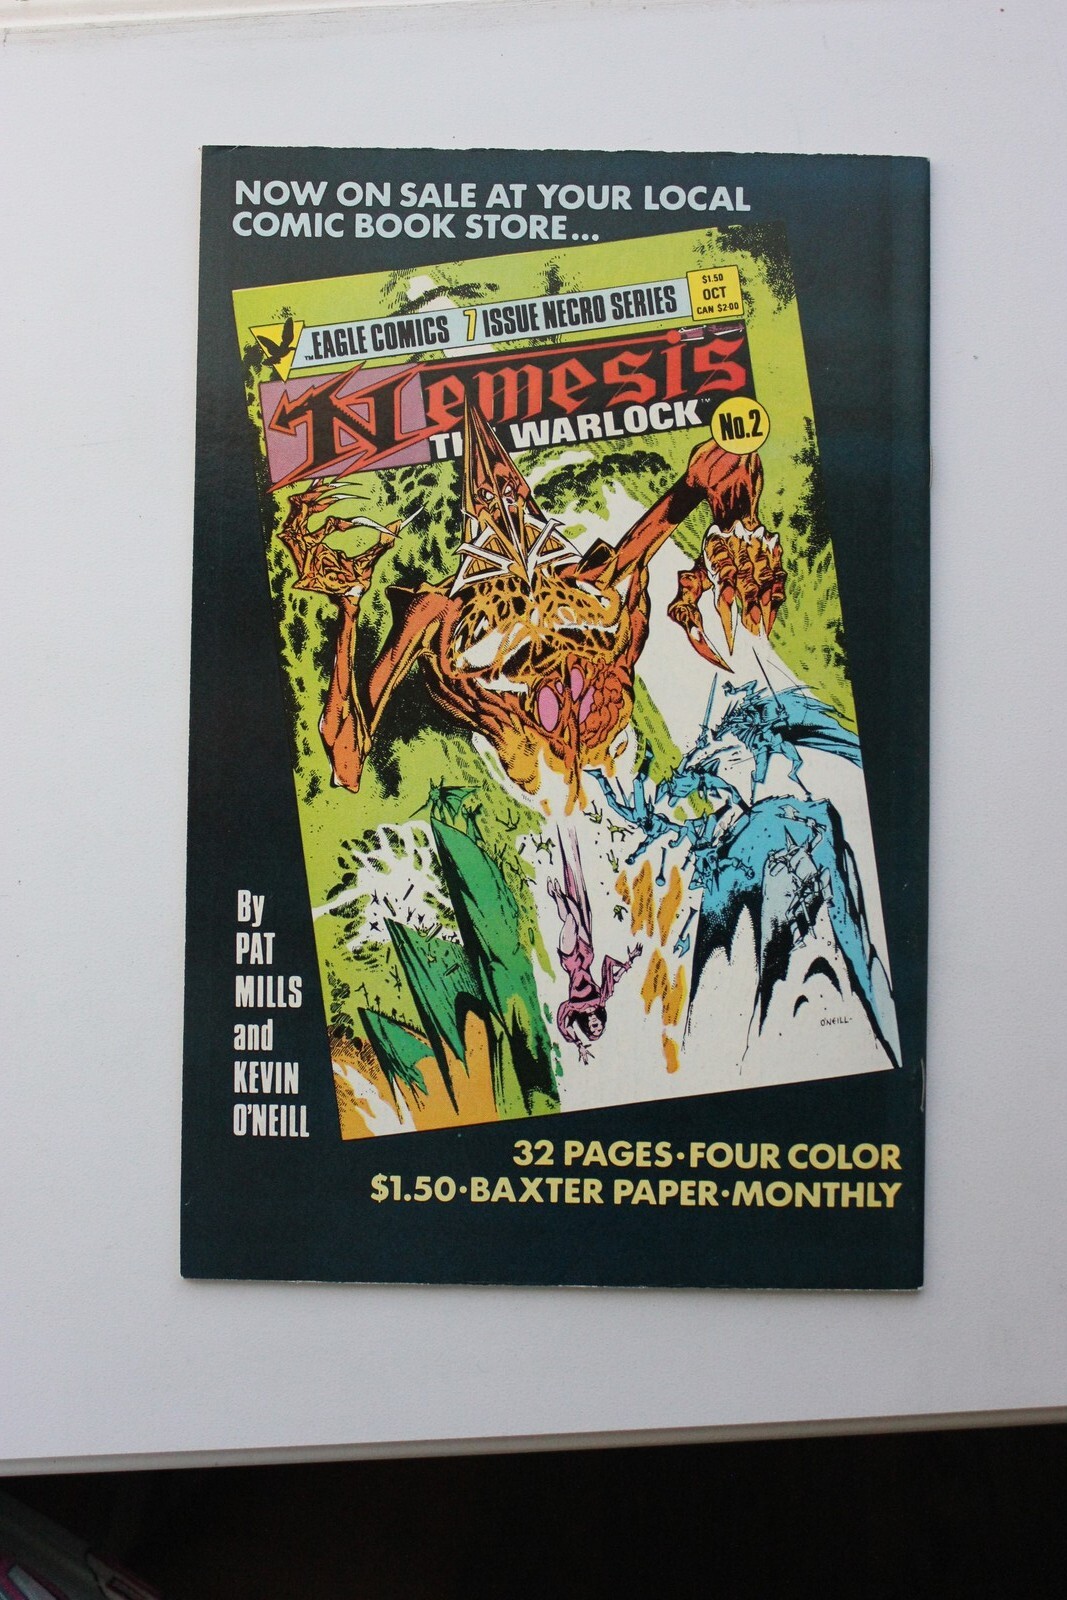 NOW ON SALE AT YOUR LOCAL
COMIC BOOK STORE...
$1.50
OCT
CAN $2.00
™EAGLE COMICS 7 ISSUE NECRO SERIES
Nemesis
THE WARLOCK™
No.2
By
PAT
MILLS
and
KEVIN
O'NEILL
O'NEILL-
32 PAGES·FOUR COLOR
$1.50·BAXTER PAPER·MONTHLY